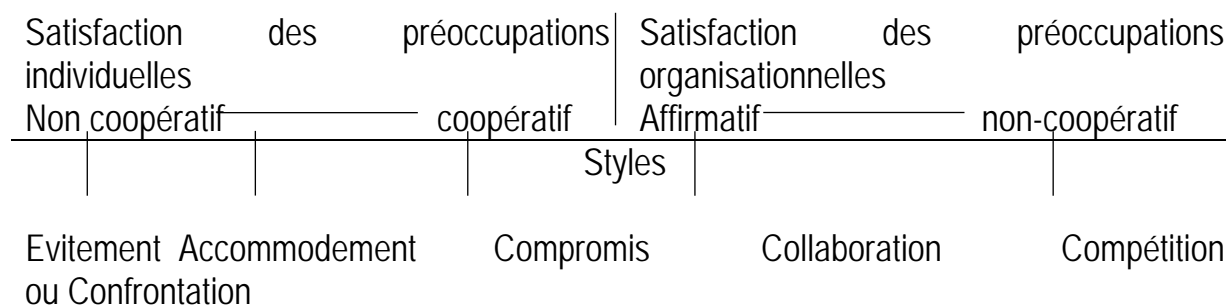 Satisfaction des préoccupations individuelles
Non coopératif coopératif
Satisfaction des préoccupations organisationnelles
Affirmatif non-coopératif
Styles
Evitement Accommodement Compromis Collaboration Compétition
ou Confrontation